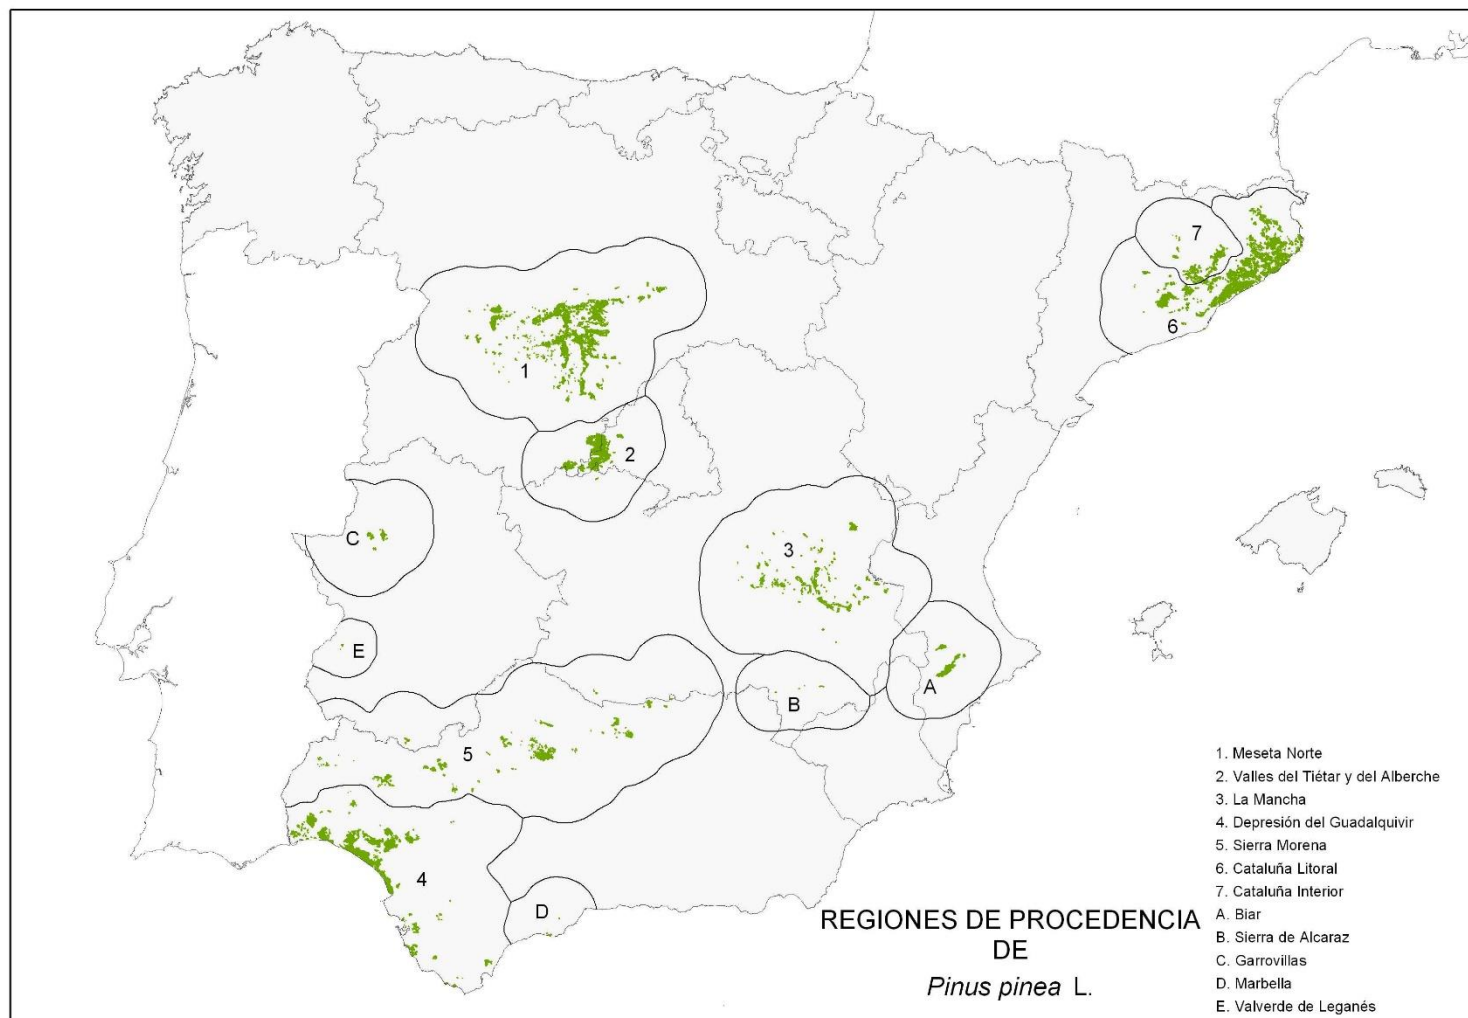 7
6
1
2
C
3
E
A
B
5
4
D
1. Meseta Norte
2. Valles del Tiétar y del Alberche
3. La Mancha
4. Depresión del Guadalquivir
5. Sierra Morena
6. Cataluña Litoral
7. Cataluña Interior
A. Biar
B. Sierra de Alcaraz
C. Garrovillas
D. Marbella
E. Valverde de Leganés
REGIONES DE PROCEDENCIA
DE
Pinus pinea L.